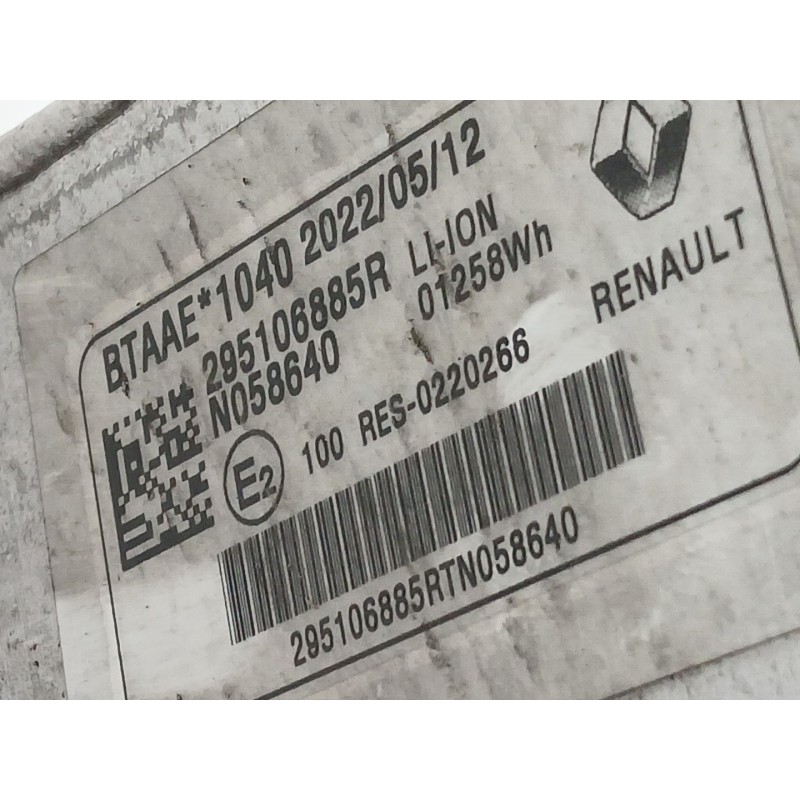 BTAAE*1040 2022/05/12
295106885R LI-ION
N058640 01258Wh
E2 100 RES-0220266
RENAULT
295106885RTN058640